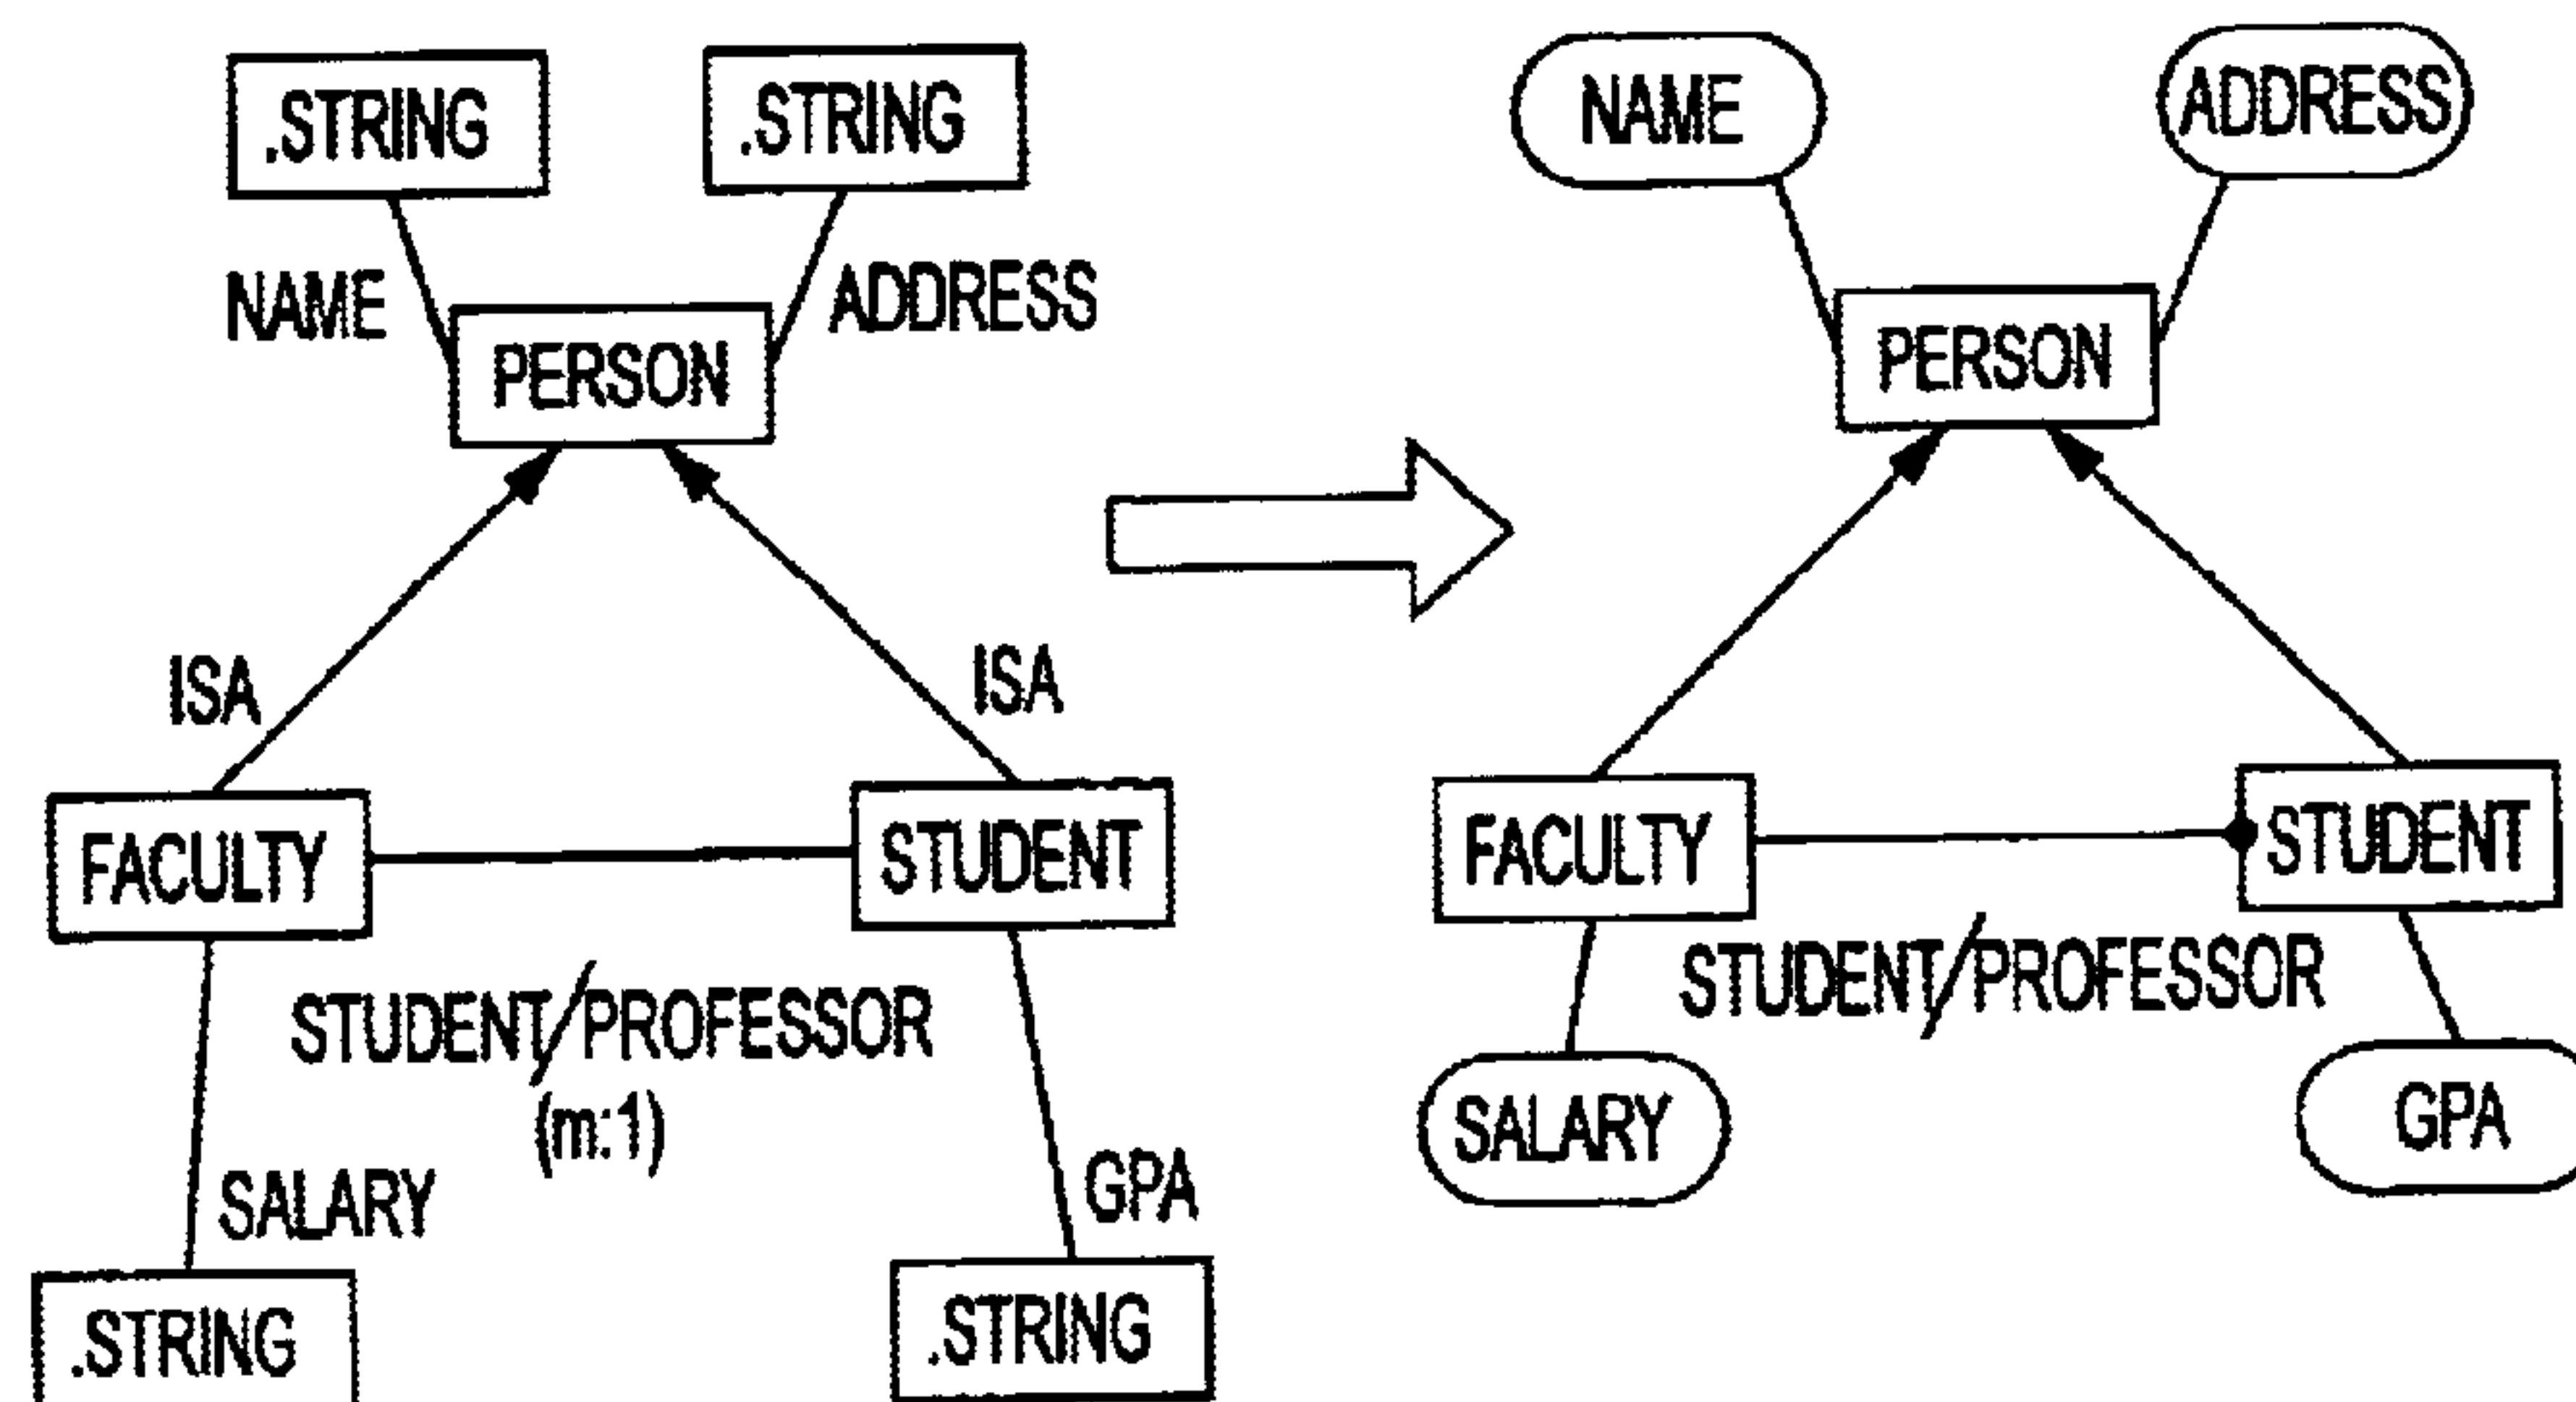 .STRING
.STRING
NAME
ADDRESS
PERSON
ISA
ISA
FACULTY
STUDENT
STUDENT/PROFESSOR
(m:1)
SALARY
GPA
.STRING
.STRING
NAME
ADDRESS
PERSON
FACULTY
STUDENT
STUDENT/PROFESSOR
SALARY
GPA